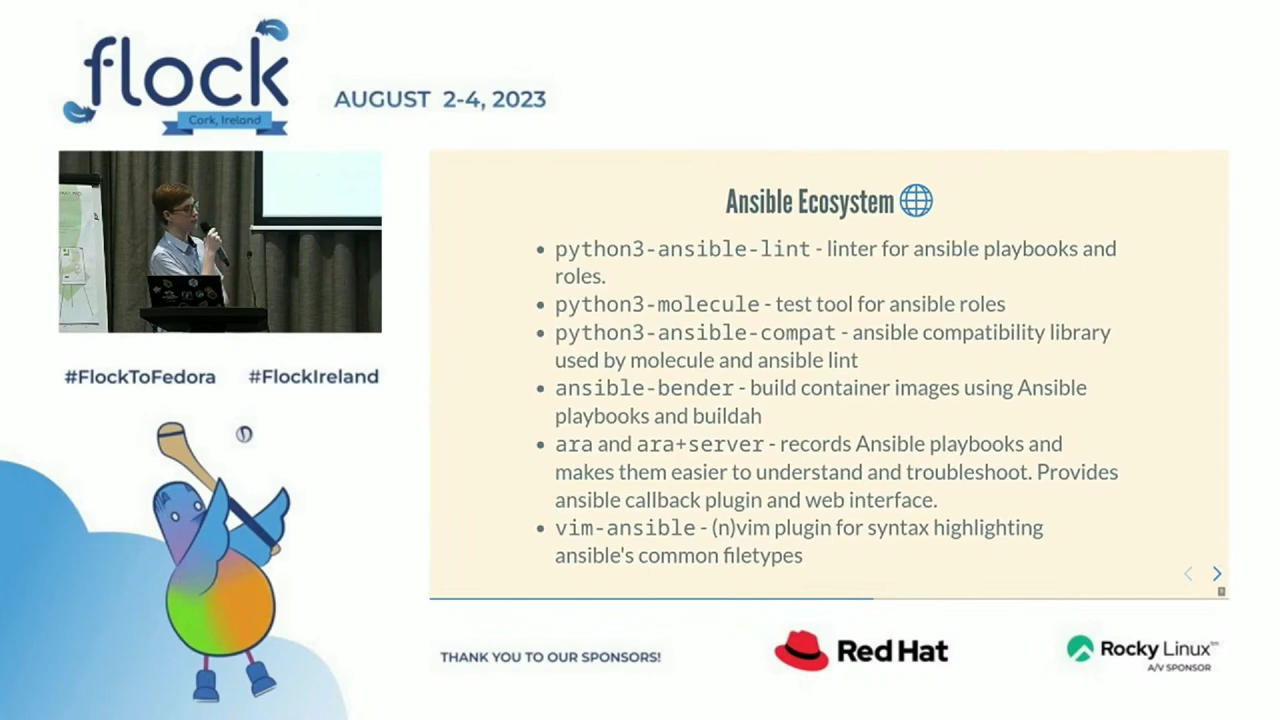 flock
Cork, Ireland
AUGUST 2-4, 2023
#FlockToFedora #FlockIreland
Ansible Ecosystem
• python3-ansible-lint - linter for ansible playbooks and
roles.
• python3-molecule - test tool for ansible roles
• python3-ansible-compat - ansible compatibility library
used by molecule and ansible lint
• ansible-bender - build container images using Ansible
playbooks and buildah
• ara and ara+server - records Ansible playbooks and
makes them easier to understand and troubleshoot. Provides
ansible callback plugin and web interface.
• vim-ansible - (n)vim plugin for syntax highlighting
ansible's common filetypes
THANK YOU TO OUR SPONSORS!
Red Hat
Rocky Linux™
A/V SPONSOR